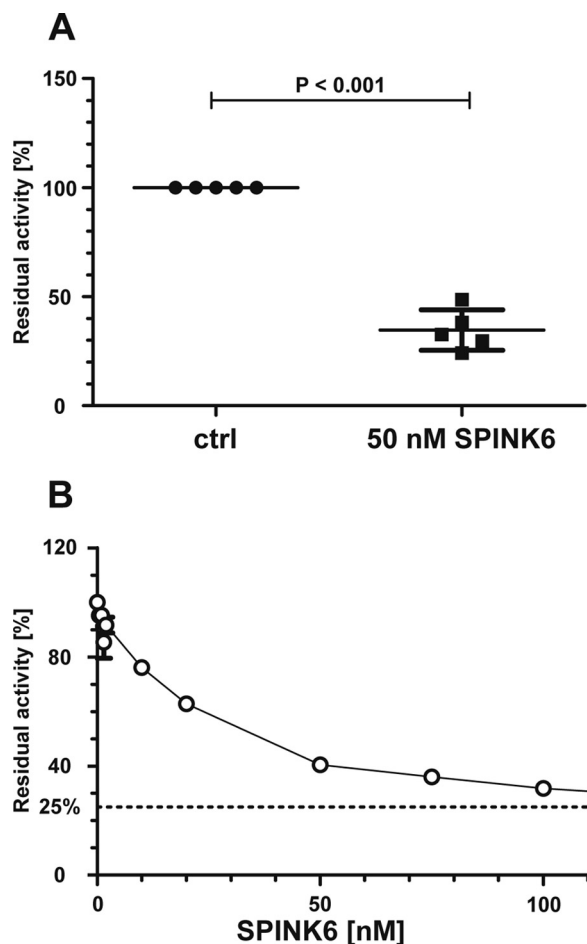 A
P < 0.001
150
100
50
0
Residual activity [%]
ctrl 50 nM SPINK6
B
120
80
40
25%
0
Residual activity [%]
0 50 100
SPINK6 [nM]